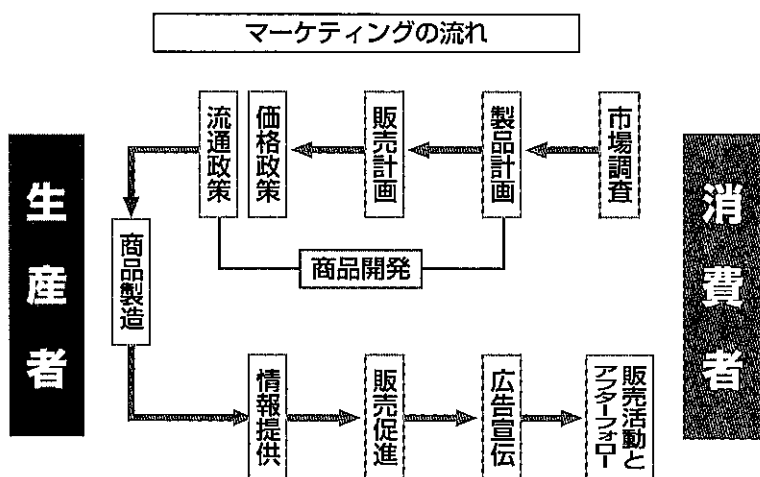 マーケティングの流れ
生産者
消費者
市場調査
製品計画
販売計画
価格政策
流通政策
商品開発
商品製造
情報提供
販売促進
広告宣伝
販売活動と
アフターフォロー